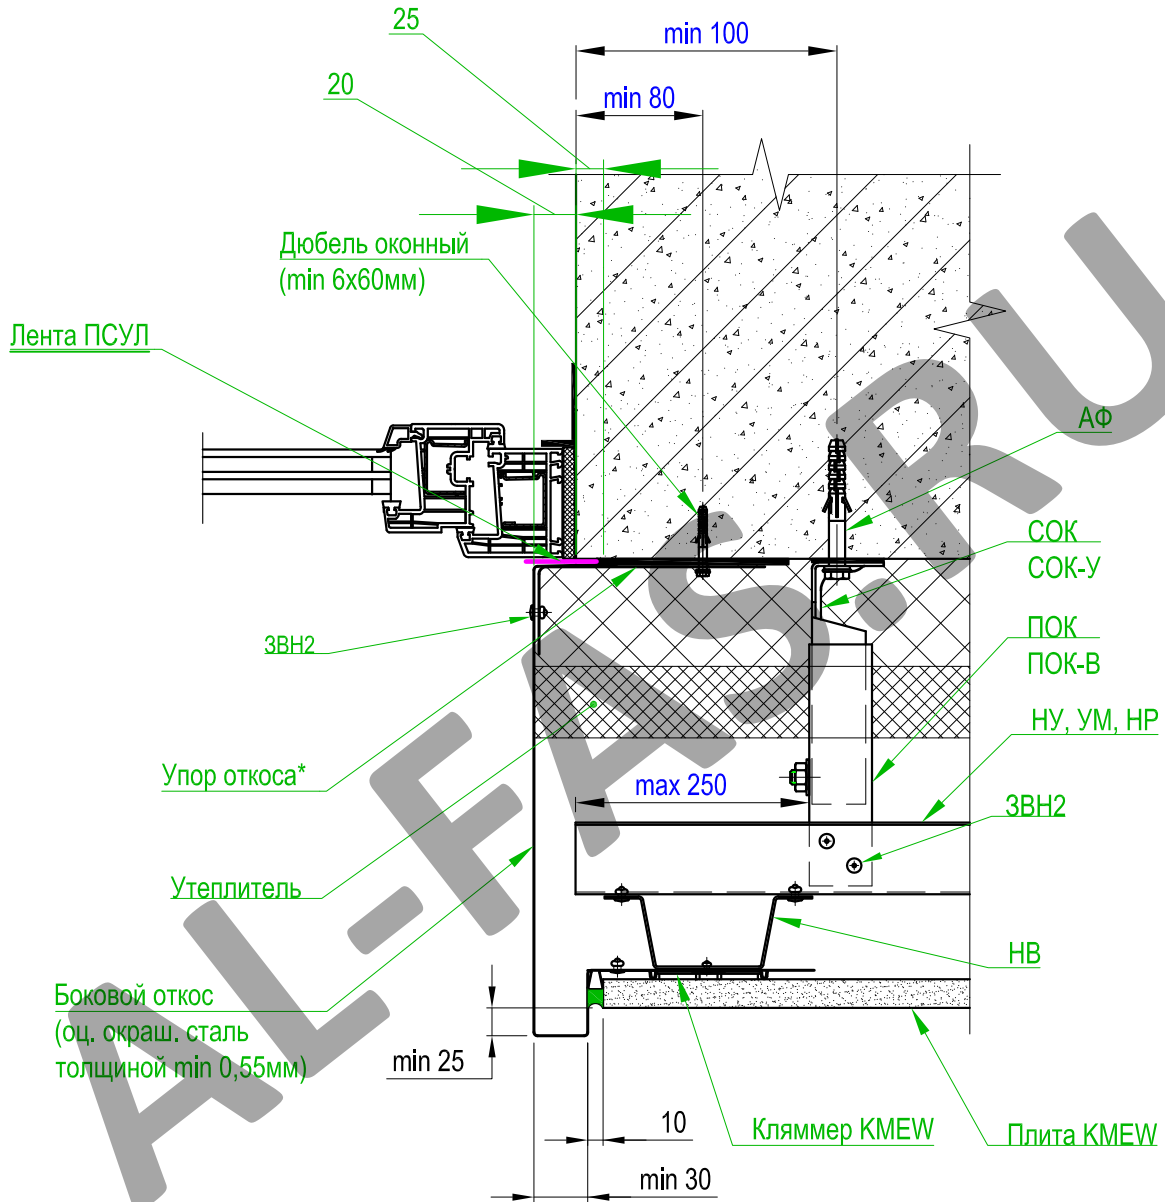 25
min 100
20
min 80
Дюбель оконный
(min 6х60мм)
Лента ПСУЛ
АФ
СОК
СОК-У
ЗВН2
ПОК
ПОК-В
НУ, УМ, НР
Упор откоса*
max 250
ЗВН2
Утеплитель
НВ
Боковой откос
(оц. окраш. сталь
толщиной min 0,55мм)
min 25
10
Кляммер KMEW
Плита KMEW
min 30
AL-FAS.RU